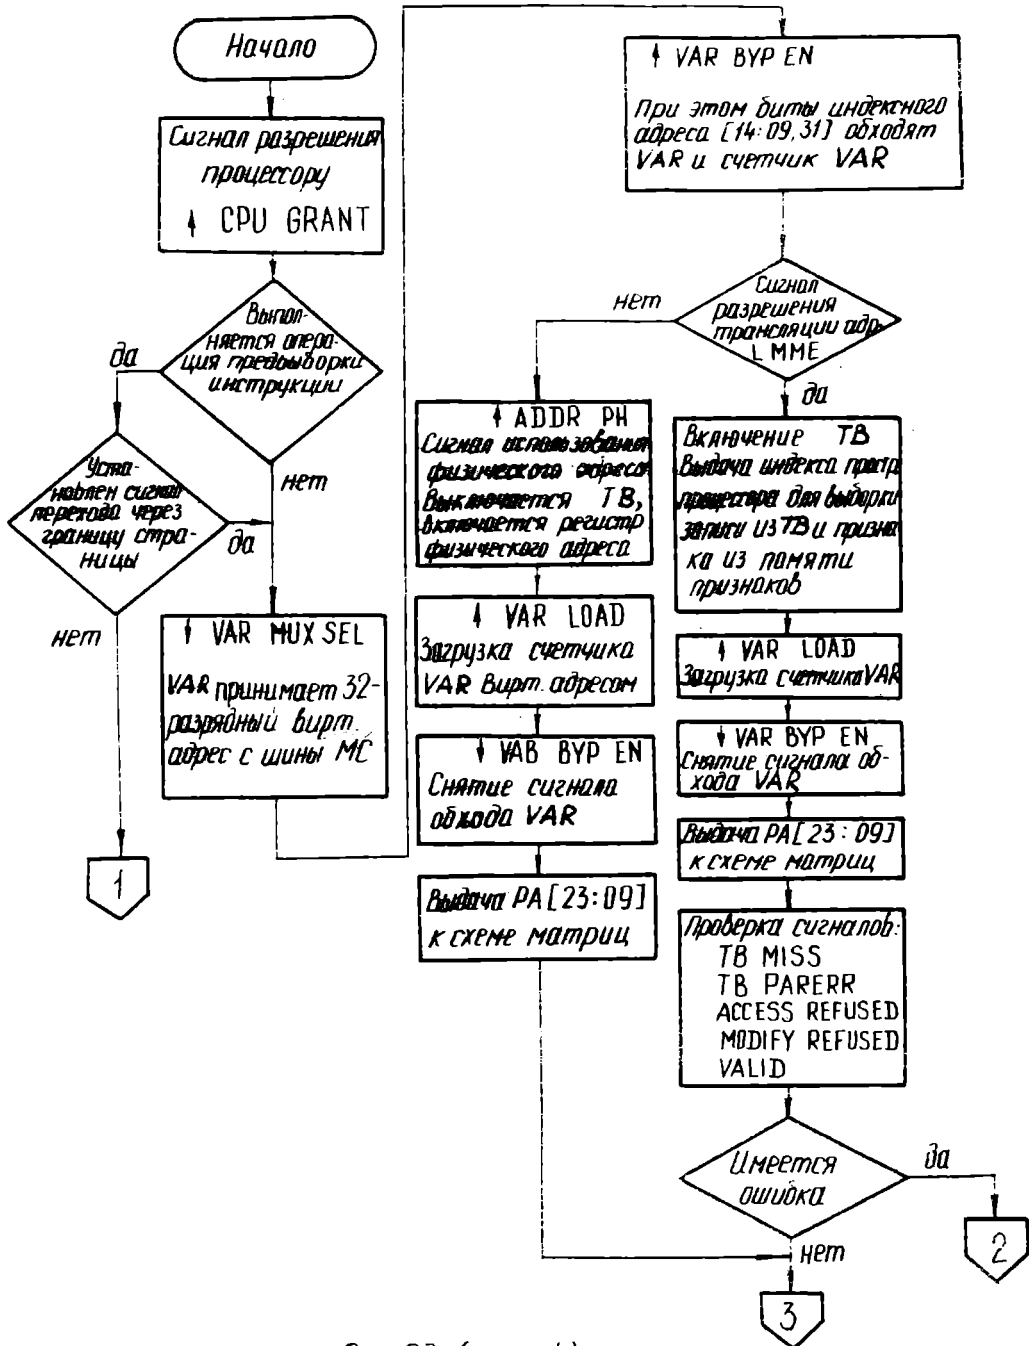 Начало
Сигнал разрешения
процессору
↑ CPU GRANT
Выпол-
няется опера-
ция предвыборки
инструкции
да
нет
Уста-
новлен сигнал
перехода через
границу стра-
ницы
да
нет
1
↓ VAR MUX SEL
VAR принимает 32-
разрядный вирт.
адрес с шины МС
↑ VAR BYP EN
При этом биты индексного
адреса [14:09,31] обходят
VAR и счетчик VAR
Сигнал
разрешения
трансляции адр.
L MME
нет
да
↑ ADDR PH
Сигнал использования
физического адреса
Выключается ТВ,
включается регистр
физического адреса
↑ VAR LOAD
Загрузка счетчика
VAR Вирт. адресом
↓ VAB BYP EN
Снятие сигнала
обхода VAR
Выдача PA[23:09]
к схеме матриц
Включение ТВ
Выдача индекса простр.
процессора для выборки
записи из ТВ и призна
ка из памяти
признаков
↑ VAR LOAD
Загрузка счетчика VAR
↓ VAR BYP EN
Снятие сигнала об-
хода VAR
Выдача PA[23:09]
к схеме матриц
Проверка сигналов:
TB MISS
TB PARERR
ACCESS REFUSED
MODIFY REFUSED
VALID
Имеется
ошибка
да
2
нет
3